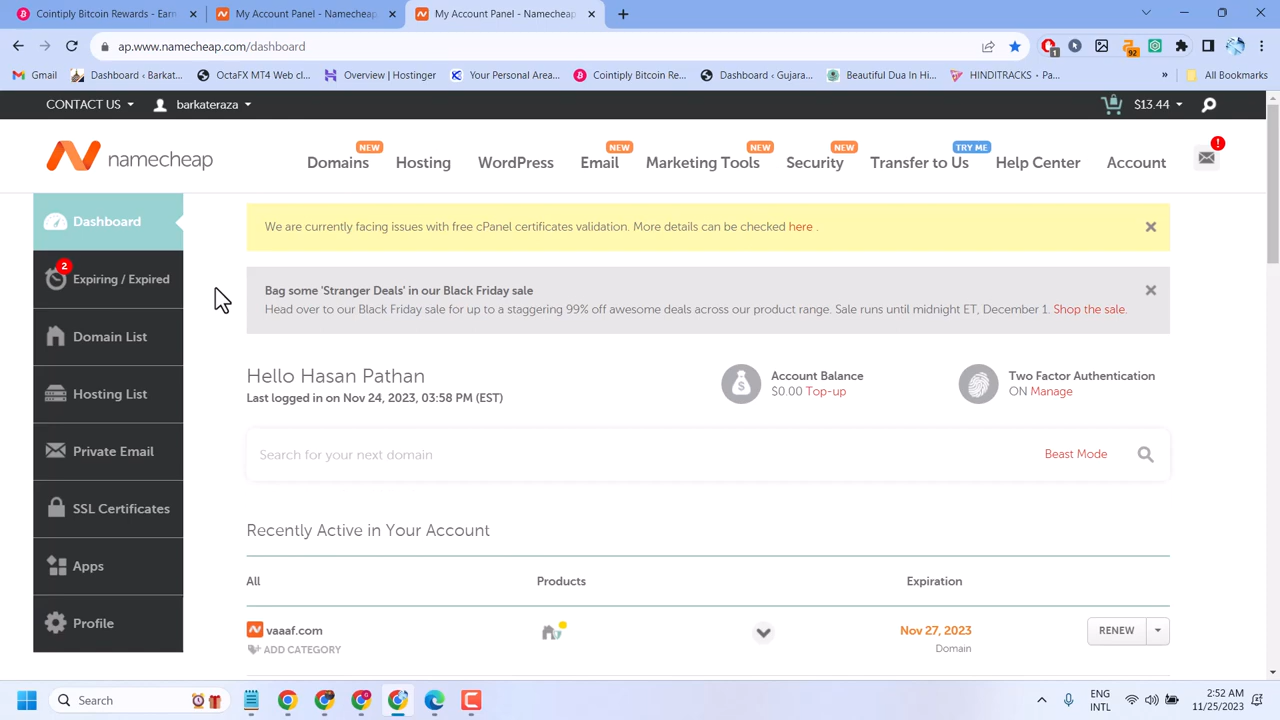 Cointiply Bitcoin Rewards - Earn
My Account Panel - Namecheap.c
My Account Panel - Namecheap.c
ap.www.namecheap.com/dashboard
1
92
Gmail
Dashboard ‹ Barkat...
OctaFX MT4 Web cl...
Overview | Hostinger
Your Personal Area...
Cointiply Bitcoin Re...
Dashboard ‹ Gujara...
Beautiful Dua In Hi...
HINDITRACKS · Pa...
»
All Bookmarks
CONTACT US
barkateraza
$13.44
namecheap
Domains
NEW
Hosting
WordPress
Email
NEW
Marketing Tools
NEW
Security
NEW
Transfer to Us
TRY ME
Help Center
Account
!
Dashboard
2
Expiring / Expired
Domain List
Hosting List
Private Email
SSL Certificates
Apps
Profile
We are currently facing issues with free cPanel certificates validation. More details can be checked here .
Bag some 'Stranger Deals' in our Black Friday sale
Head over to our Black Friday sale for up to a staggering 99% off awesome deals across our product range. Sale runs until midnight ET, December 1. Shop the sale.
Hello Hasan Pathan
Last logged in on Nov 24, 2023, 03:58 PM (EST)
Account Balance
$0.00 Top-up
Two Factor Authentication
ON Manage
Search for your next domain
Beast Mode
Recently Active in Your Account
All
Products
Expiration
vaaaf.com
ADD CATEGORY
Nov 27, 2023
Domain
RENEW
Search
ENG
INTL
2:52 AM
11/25/2023